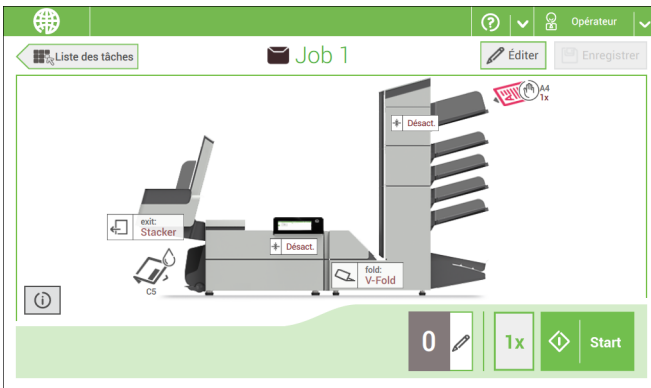 Opérateur
Liste des tâches
Job 1
Éditer
Enregistrer
A4
1x
Désact.
exit:
Stacker
Désact.
fold:
V-Fold
C5
0
1x
Start